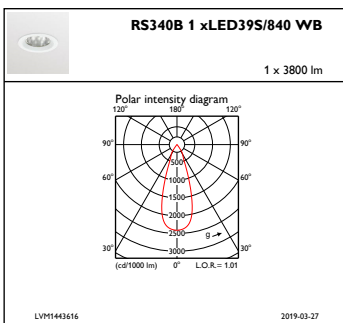 RS340B 1 xLED39S/840 WB
1 x 3800 lm
Polar intensity diagram
120° 180° 120°
90° 90°
500
60° 1000 60°
1500
2000
2500 g
30° 3000 30°
(cd/1000 lm) 0° L.O.R.= 1.01
LVM1443616 2019-03-27